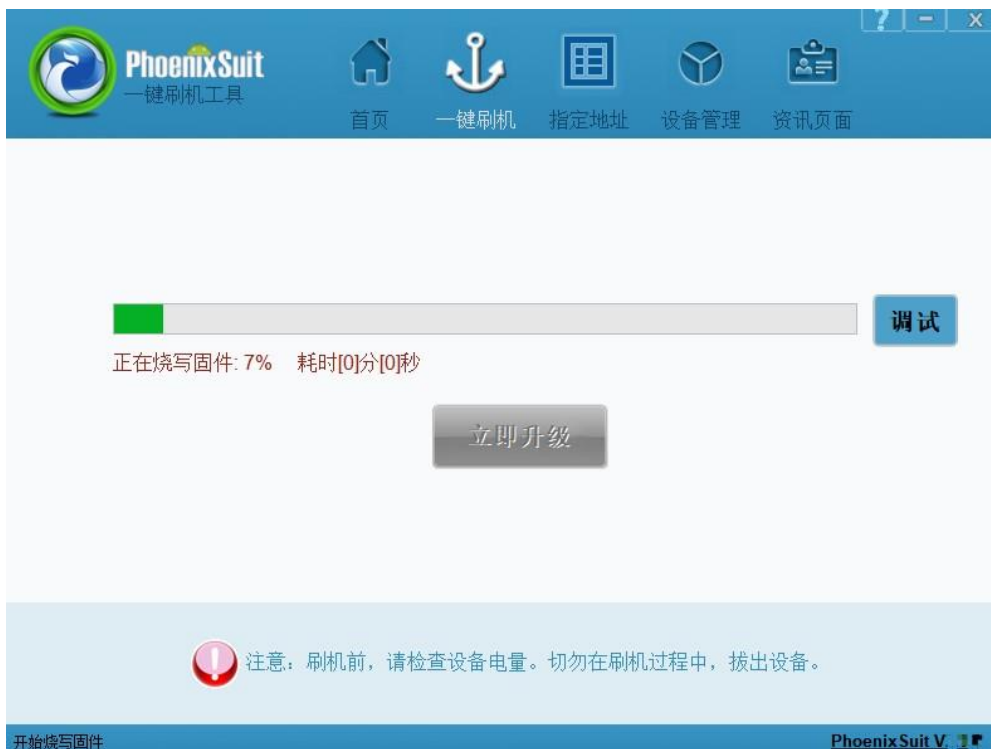 ? – x
PhoenixSuit
一键刷机工具
首页 一键刷机 指定地址 设备管理 资讯页面
调试
正在烧写固件: 7% 耗时[0]分[0]秒
立即升级
注意: 刷机前, 请检查设备电量。切勿在刷机过程中, 拔出设备。
开始烧写固件 PhoenixSuit V